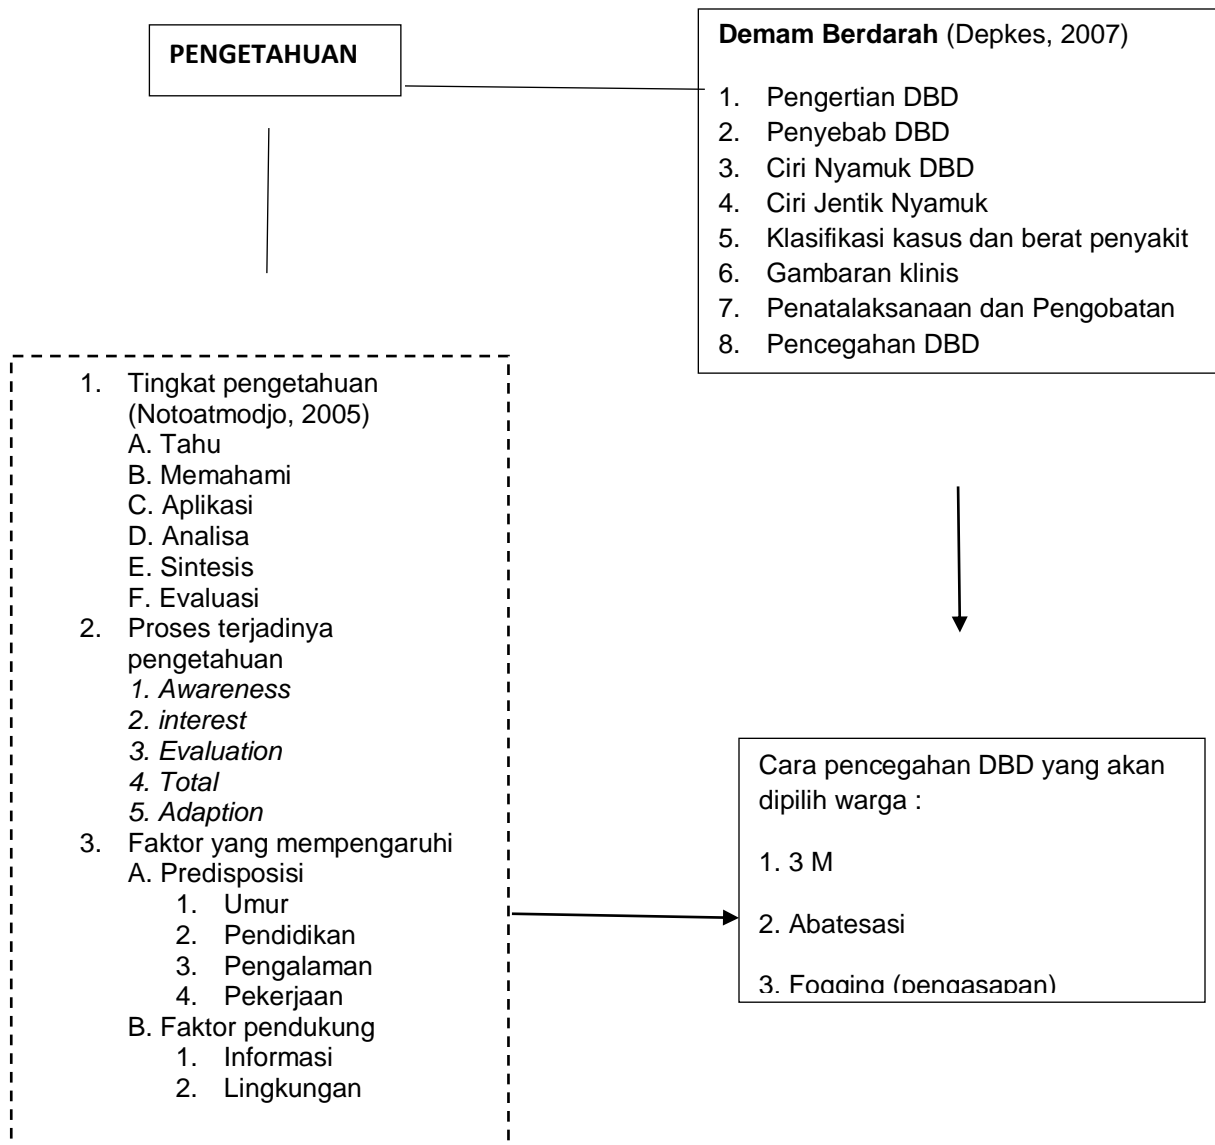 PENGETAHUAN
Demam Berdarah (Depkes, 2007)
1. Pengertian DBD
2. Penyebab DBD
3. Ciri Nyamuk DBD
4. Ciri Jentik Nyamuk
5. Klasifikasi kasus dan berat penyakit
6. Gambaran klinis
7. Penatalaksanaan dan Pengobatan
8. Pencegahan DBD
1. Tingkat pengetahuan
(Notoatmodjo, 2005)
A. Tahu
B. Memahami
C. Aplikasi
D. Analisa
E. Sintesis
F. Evaluasi
2. Proses terjadinya
pengetahuan
1. Awareness
2. interest
3. Evaluation
4. Total
5. Adaption
3. Faktor yang mempengaruhi
A. Predisposisi
1. Umur
2. Pendidikan
3. Pengalaman
4. Pekerjaan
B. Faktor pendukung
1. Informasi
2. Lingkungan
Cara pencegahan DBD yang akan
dipilih warga :
1. 3 M
2. Abatesasi
3. Fogging (pengasapan)